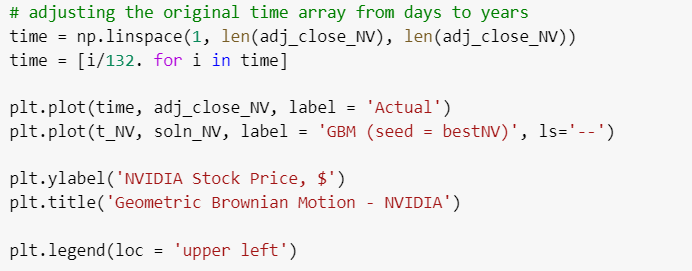 # adjusting the original time array from days to years
time = np.linspace(1, len(adj_close_NV), len(adj_close_NV))
time = [i/132. for i in time]
plt.plot(time, adj_close_NV, label = 'Actual')
plt.plot(t_NV, soln_NV, label = 'GBM (seed = bestNV)', ls='--')
plt.ylabel('NVIDIA Stock Price, $')
plt.title('Geometric Brownian Motion - NVIDIA')
plt.legend(loc = 'upper left')